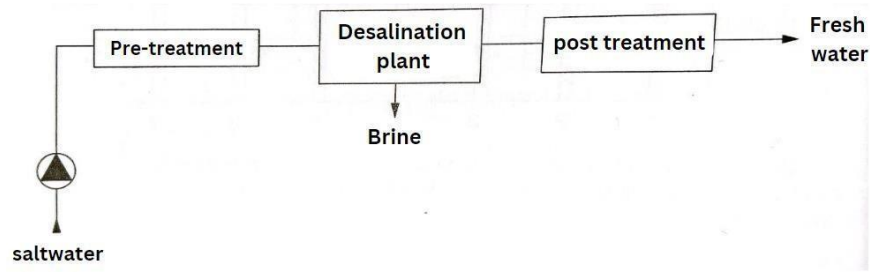 Pre-treatment
Desalination
plant
post treatment
Fresh
water
Brine
saltwater